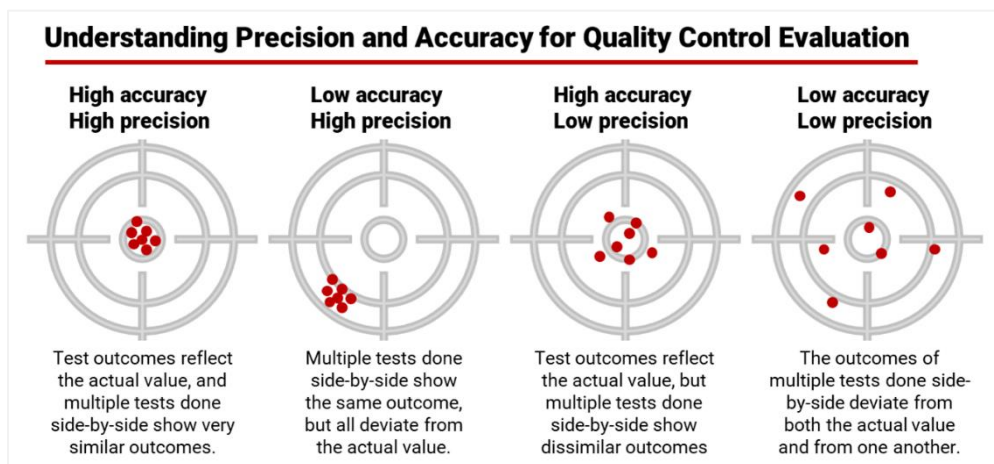 Understanding Precision and Accuracy for Quality Control Evaluation
High accuracy
High precision
Test outcomes reflect
the actual value, and
multiple tests done
side-by-side show very
similar outcomes.
Low accuracy
High precision
Multiple tests done
side-by-side show
the same outcome,
but all deviate from
the actual value.
High accuracy
Low precision
Test outcomes reflect
the actual value, but
multiple tests done
side-by-side show
dissimilar outcomes
Low accuracy
Low precision
The outcomes of
multiple tests done side-
by-side deviate from
both the actual value
and from one another.